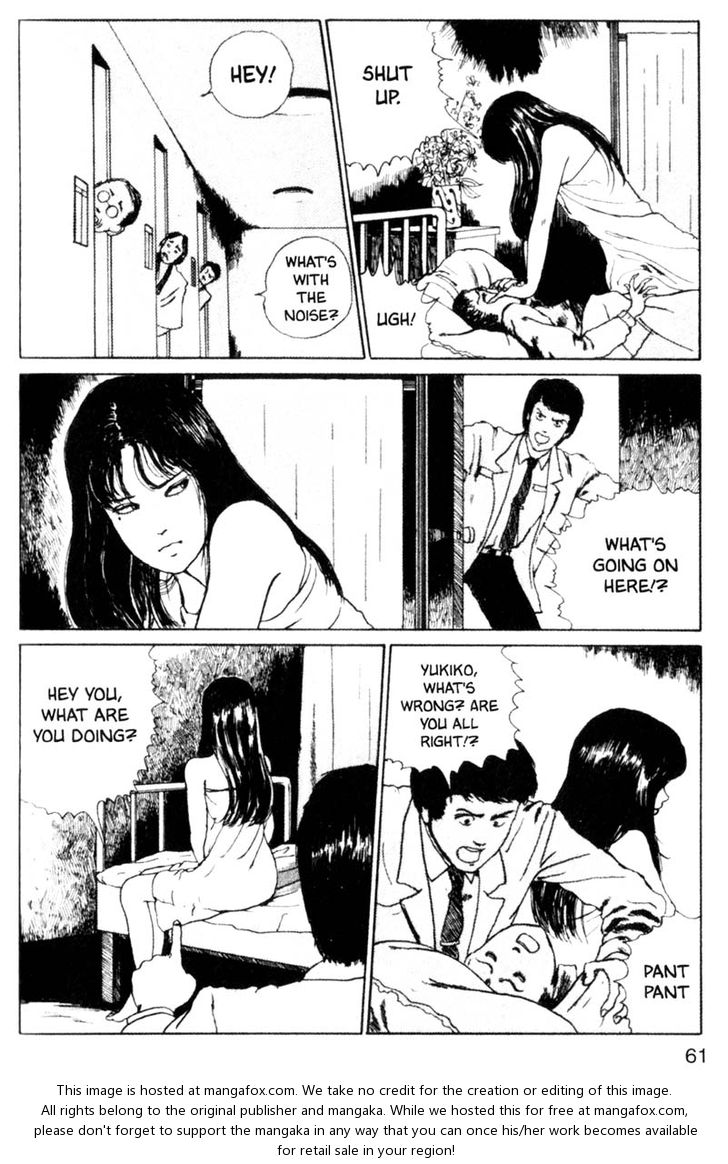 HEY!
WHAT'S
WITH
THE
NOISE?
SHUT
UP.
UGH!
WHAT'S
GOING ON
HERE!?
HEY YOU,
WHAT ARE
YOU DOING?
YUKIKO,
WHAT'S
WRONG? ARE
YOU ALL
RIGHT!?
PANT
PANT
61
This image is hosted at mangafox.com. We take no credit for the creation or editing of this image.
All rights belong to the original publisher and mangaka. While we hosted this for free at mangafox.com,
please don't forget to support the mangaka in any way that you can once his/her work becomes available
for retail sale in your region!